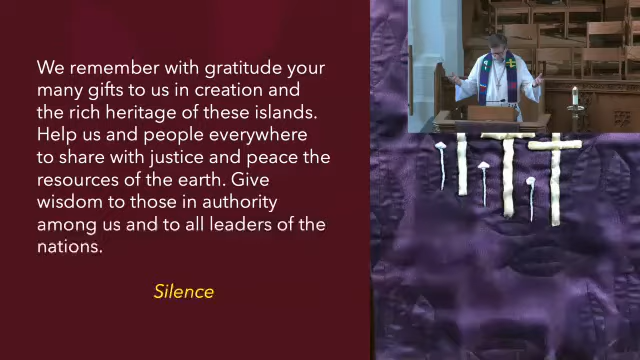 We remember with gratitude your
many gifts to us in creation and
the rich heritage of these islands.
Help us and people everywhere
to share with justice and peace the
resources of the earth. Give
wisdom to those in authority
among us and to all leaders of the
nations.
Silence